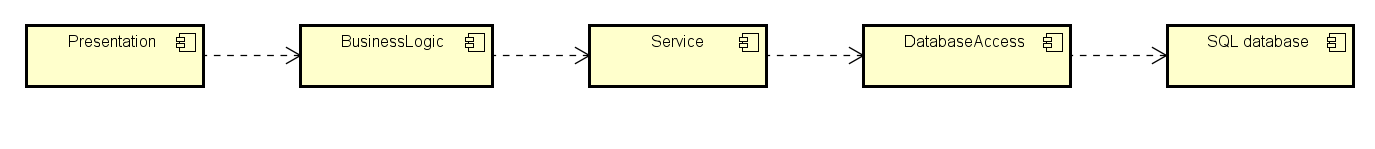 Presentation
BusinessLogic
Service
DatabaseAccess
SQL database